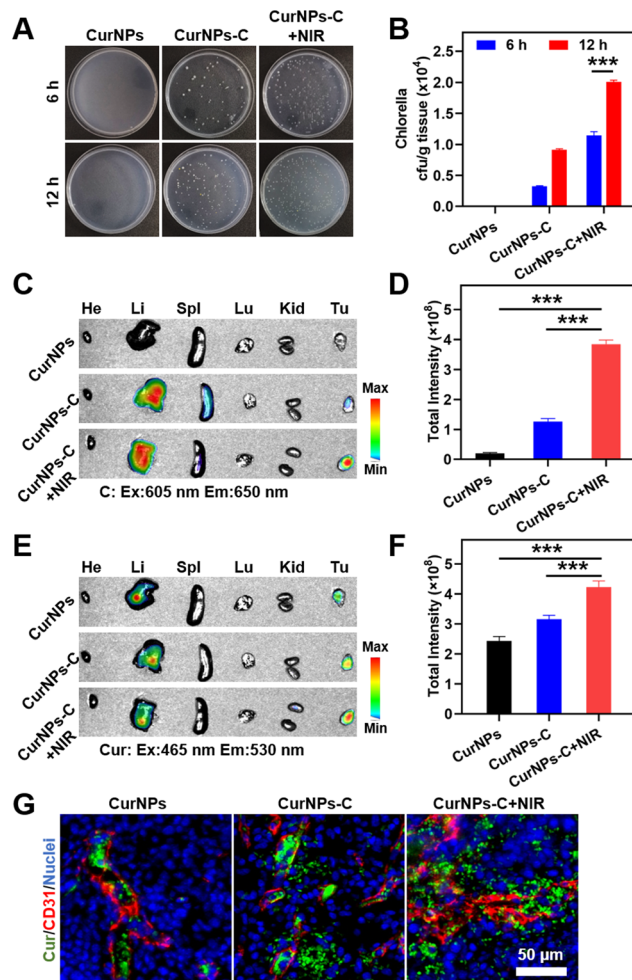 A
CurNPs
CurNPs-C
CurNPs-C
+NIR
6 h
12 h
B
6 h
12 h
***
Chlorella
cfu/g tissue (x10⁴)
2.5
2.0
1.5
1.0
0.5
0.0
CurNPs
CurNPs-C
CurNPs-C+NIR
C
He Li Spl Lu Kid Tu
CurNPs
CurNPs-C
CurNPs-C
+NIR
Max
Min
C: Ex:605 nm Em:650 nm
D
Total Intensity (×10⁸)
5
4
3
2
1
0
***
***
CurNPs
CurNPs-C
CurNPs-C+NIR
E
He Li Spl Lu Kid Tu
CurNPs
CurNPs-C
CurNPs-C
+NIR
Max
Min
Cur: Ex:465 nm Em:530 nm
F
Total Intensity (×10⁸)
6
4
2
0
***
***
CurNPs
CurNPs-C
CurNPs-C+NIR
G
CurNPs
CurNPs-C
CurNPs-C+NIR
Cur/CD31/Nuclei
50 µm